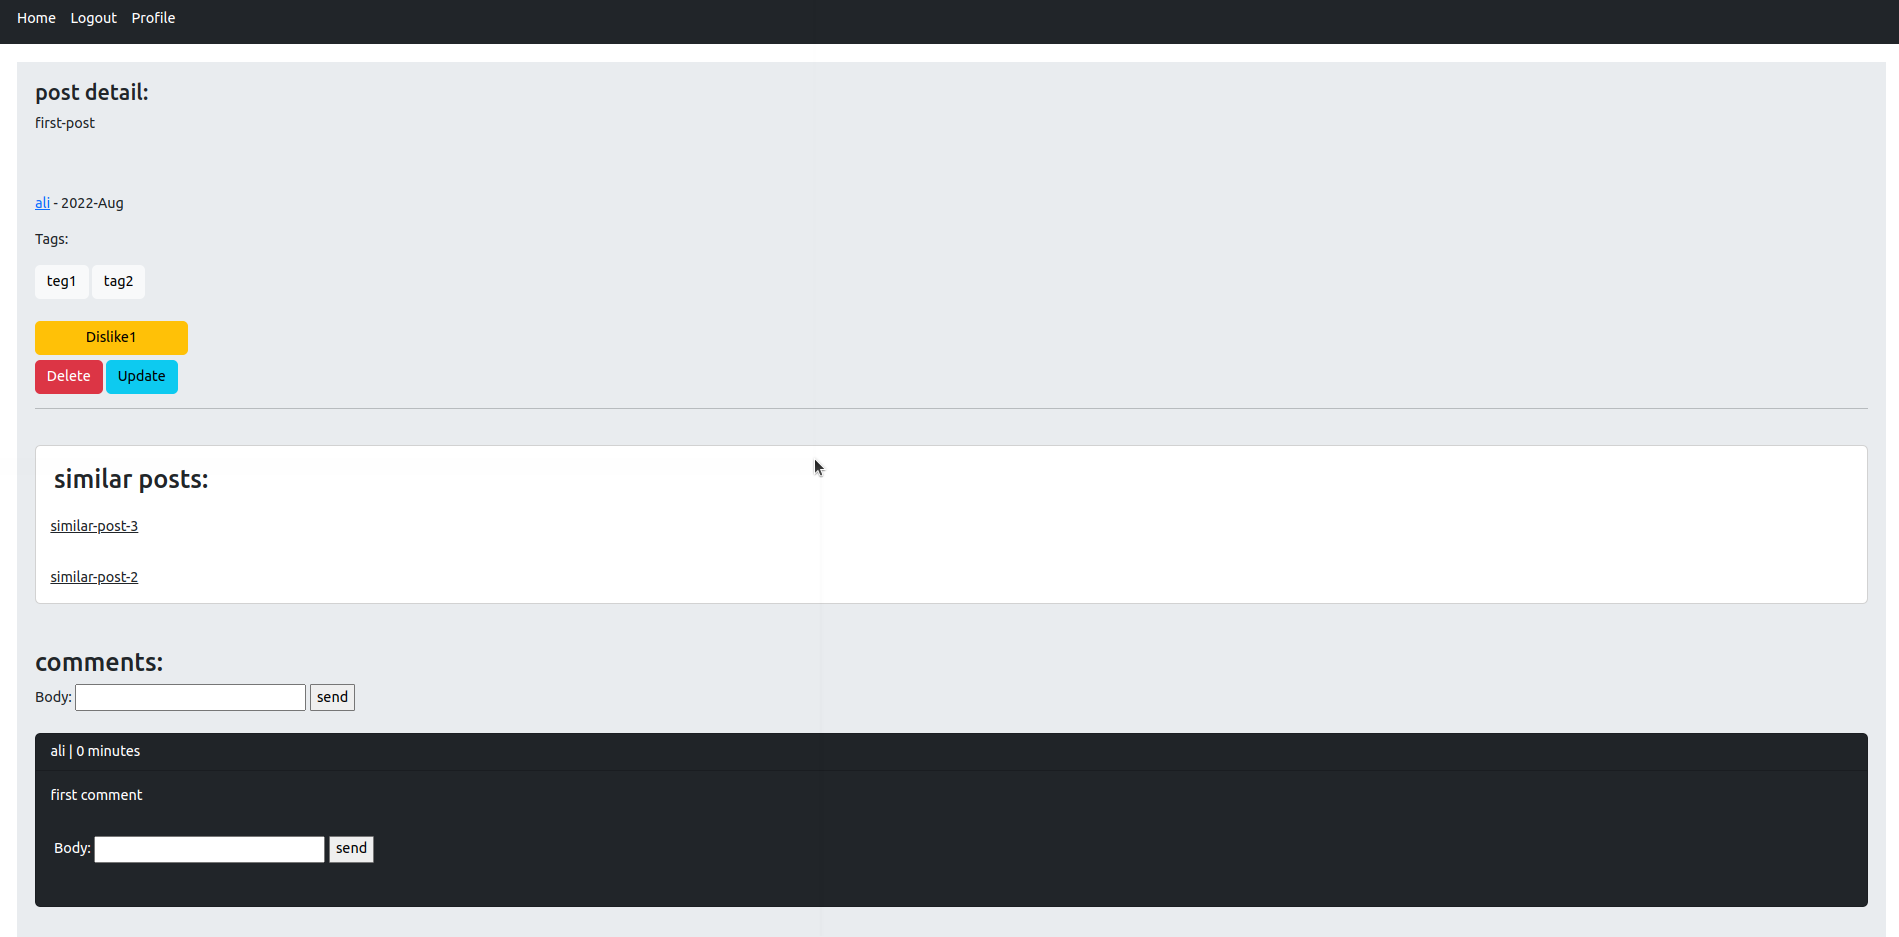 Home Logout Profile
post detail:
first-post
ali - 2022-Aug
Tags:
teg1 tag2
Dislike1
Delete Update
similar posts:
similar-post-3
similar-post-2
comments:
Body: send
ali | 0 minutes
first comment
Body: send